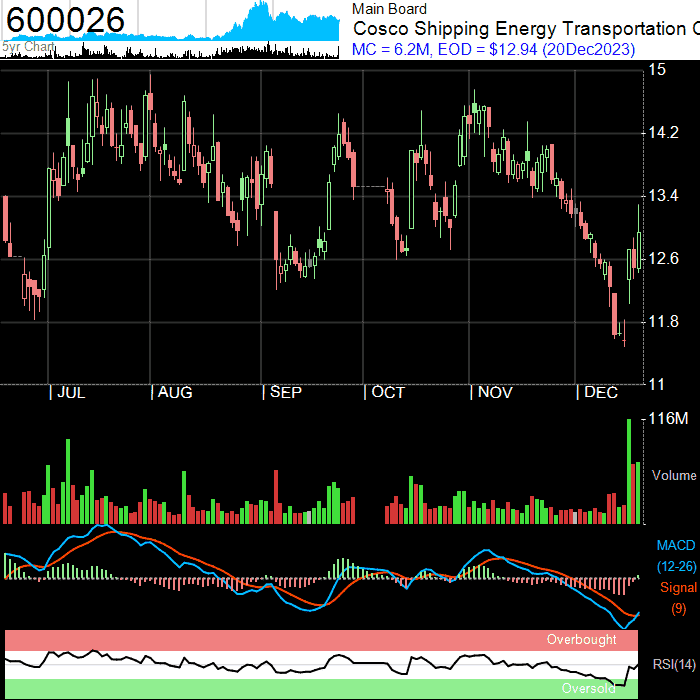 600026
5yr Chart
Main Board
Cosco Shipping Energy Transportation C
MC = 6.2M, EOD = $12.94 (20Dec2023)
15
14.2
13.4
12.6
11.8
11
| JUL | AUG | SEP | OCT | NOV | DEC
116M
Volume
MACD
(12-26)
Signal
(9)
Overbought
RSI(14)
Oversold